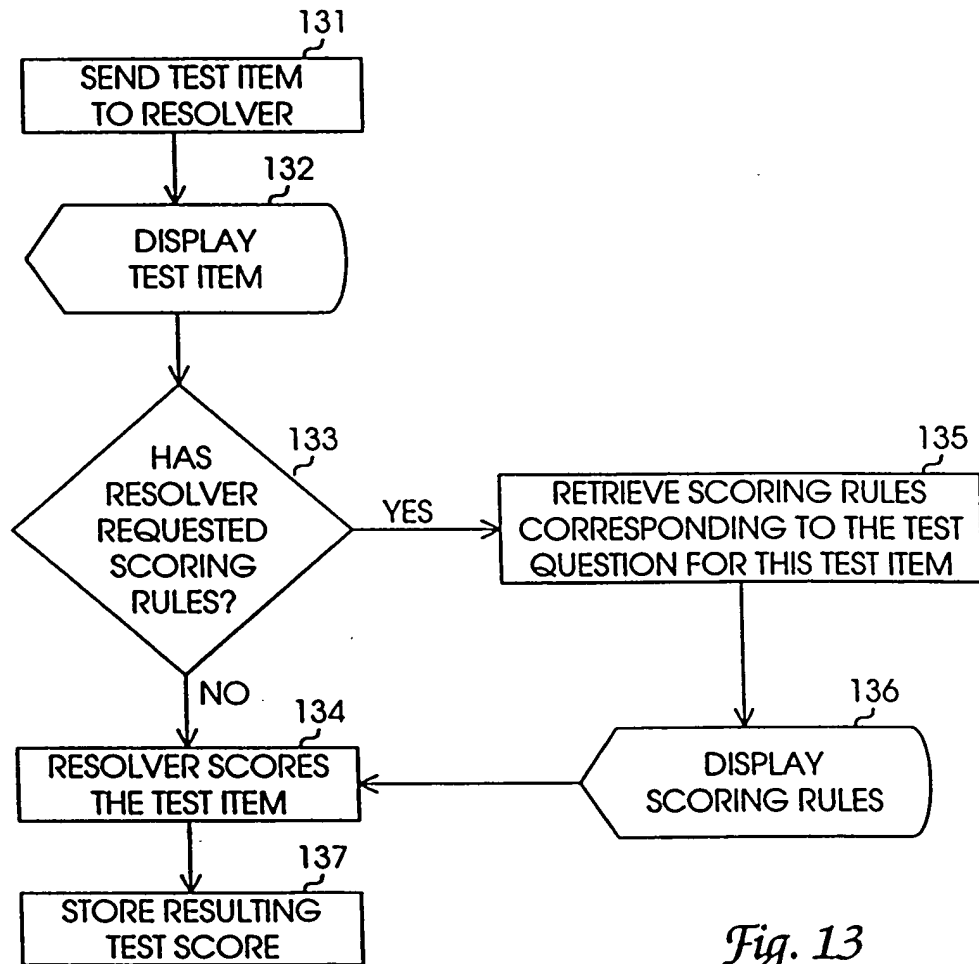 131
SEND TEST ITEM
TO RESOLVER
132
DISPLAY
TEST ITEM
133
HAS
RESOLVER
REQUESTED
SCORING
RULES?
YES
135
RETRIEVE SCORING RULES
CORRESPONDING TO THE TEST
QUESTION FOR THIS TEST ITEM
NO
134
RESOLVER SCORES
THE TEST ITEM
136
DISPLAY
SCORING RULES
137
STORE RESULTING
TEST SCORE
Fig. 13